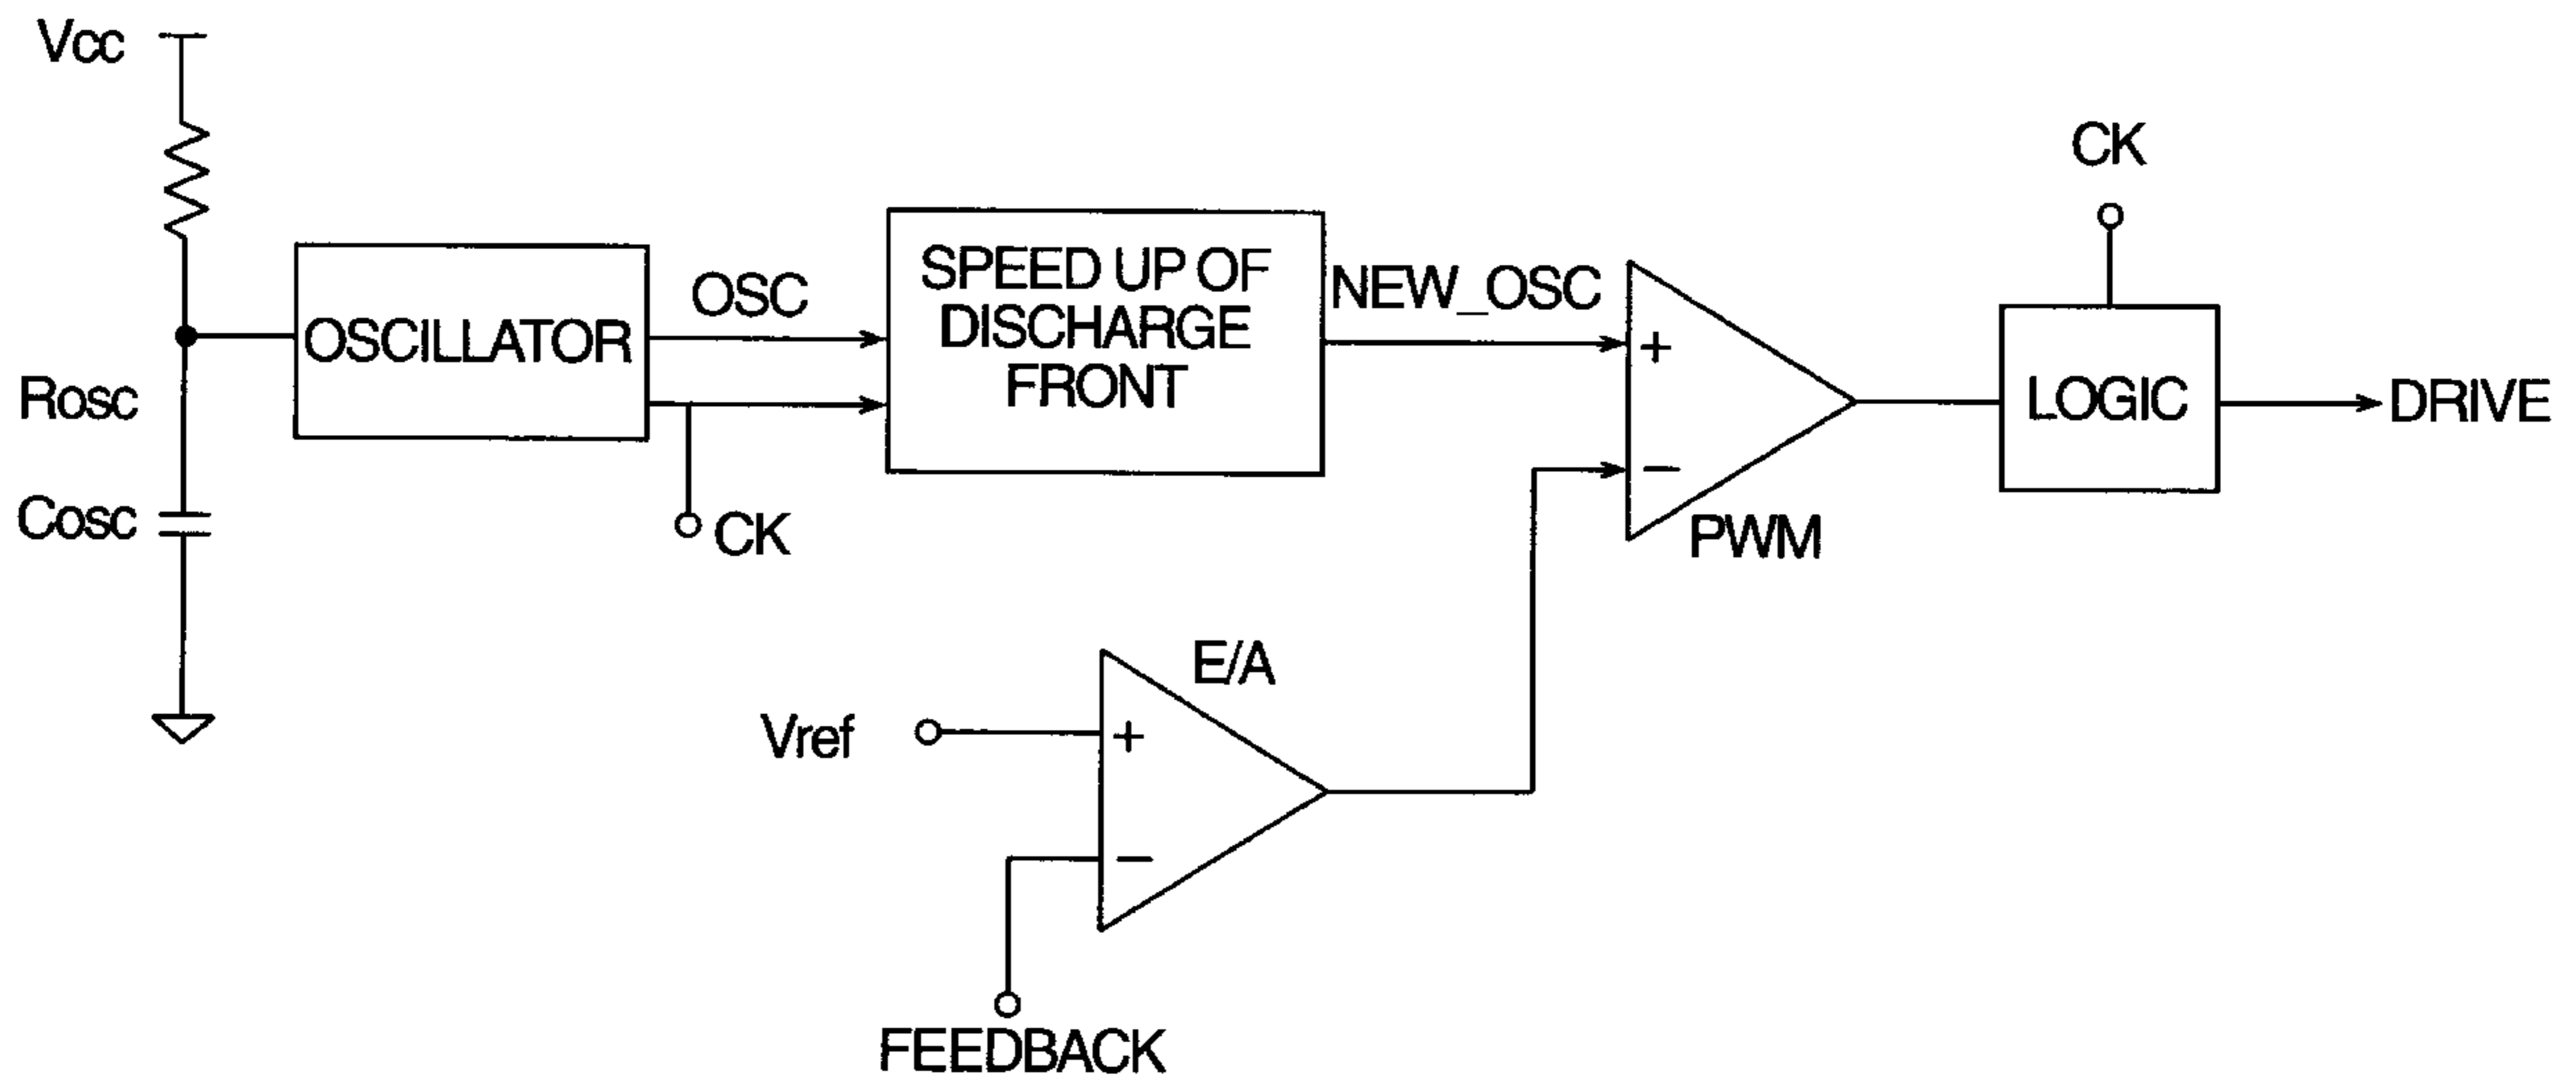 Vcc
CK
SPEED UP OF
DISCHARGE
FRONT
OSC
NEW_OSC
OSCILLATOR
+
Rosc
LOGIC
DRIVE
−
Cosc
CK
PWM
E/A
Vref
+
−
FEEDBACK